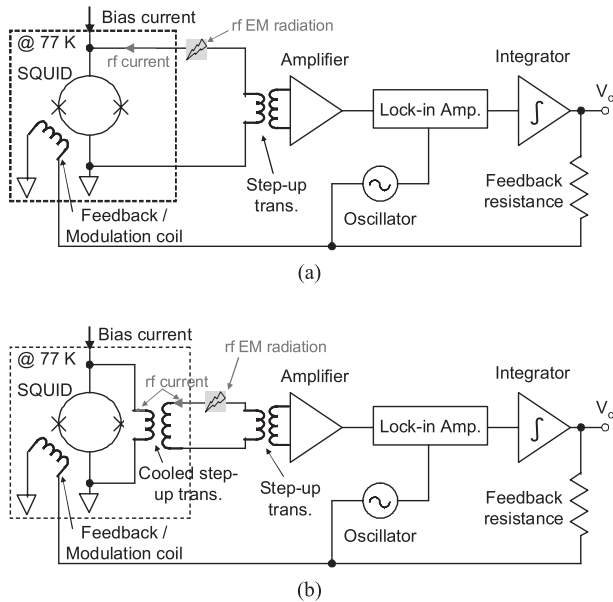 Bias current
@ 77 K
rf EM radiation
rf current
SQUID
Amplifier
Integrator
Lock-in Amp.
∫
V
Step-up
trans.
Oscillator
Feedback
resistance
Feedback /
Modulation coil
(a)
Bias current
@ 77 K
rf EM radiation
rf current
SQUID
Amplifier
Integrator
Lock-in Amp.
∫
V
Cooled step-
up trans.
Step-up
trans.
Oscillator
Feedback
resistance
Feedback /
Modulation coil
(b)